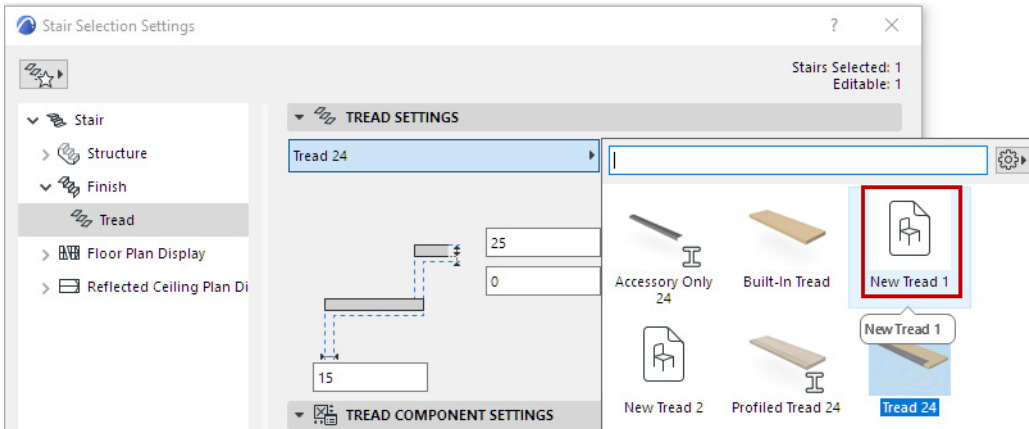 Stair Selection Settings
?
Stairs Selected: 1
Editable: 1
Stair
Structure
Finish
Tread
Floor Plan Display
Reflected Ceiling Plan Di
TREAD SETTINGS
Tread 24
25
0
15
TREAD COMPONENT SETTINGS
Accessory Only
24
Built-In Tread
New Tread 1
New Tread 1
New Tread 2
Profiled Tread 24
Tread 24